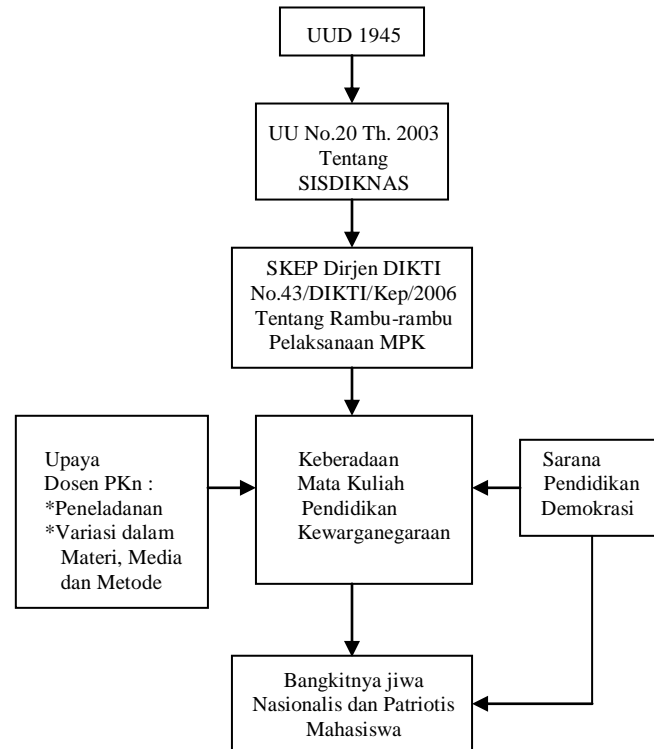 UUD 1945
UU No.20 Th. 2003
Tentang
SISDIKNAS
SKEP Dirjen DIKTI
No.43/DIKTI/Kep/2006
Tentang Rambu-rambu
Pelaksanaan MPK
Upaya
Dosen PKn :
*Peneladanan
*Variasi dalam
Materi, Media
dan Metode
Keberadaan
Mata Kuliah
Pendidikan
Kewarganegaraan
Sarana
Pendidikan
Demokrasi
Bangkitnya jiwa
Nasionalis dan Patriotis
Mahasiswa